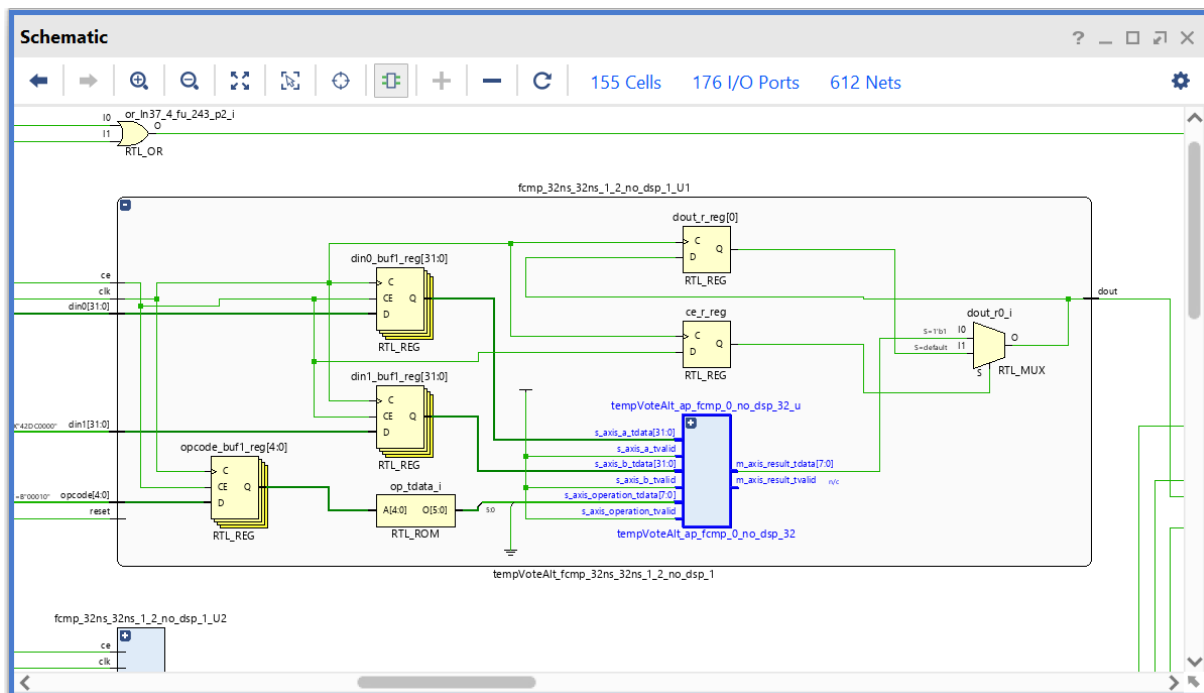 Schematic
155 Cells 176 I/O Ports 612 Nets
or_ln37_4_fu_243_p2_i
I0
I1
O
RTL_OR
fcmp_32ns_32ns_1_2_no_dsp_1_U1
dout_r_reg[0]
C
D
Q
RTL_REG
din0_buf1_reg[31:0]
C
CE
D
Q
RTL_REG
ce
clk
din0[31:0]
dout
ce_r_reg
C
D
Q
RTL_REG
dout_r0_i
S=1'b1 I0
S=default I1
O
S
RTL_MUX
din1_buf1_reg[31:0]
C
CE
D
Q
RTL_REG
din1[31:0]
opcode_buf1_reg[4:0]
C
CE
D
Q
RTL_REG
opcode[4:0]
reset
op_tdata_i
A[4:0] O[5:0]
RTL_ROM
5:0
tempVoteAlt_ap_fcmp_0_no_dsp_32_u
s_axis_a_tdata[31:0]
s_axis_a_tvalid
s_axis_b_tdata[31:0]
s_axis_b_tvalid
s_axis_operation_tdata[7:0]
s_axis_operation_tvalid
m_axis_result_tdata[7:0]
m_axis_result_tvalid n/c
tempVoteAlt_ap_fcmp_0_no_dsp_32
tempVoteAlt_fcmp_32ns_32ns_1_2_no_dsp_1
fcmp_32ns_32ns_1_2_no_dsp_1_U2
ce
clk